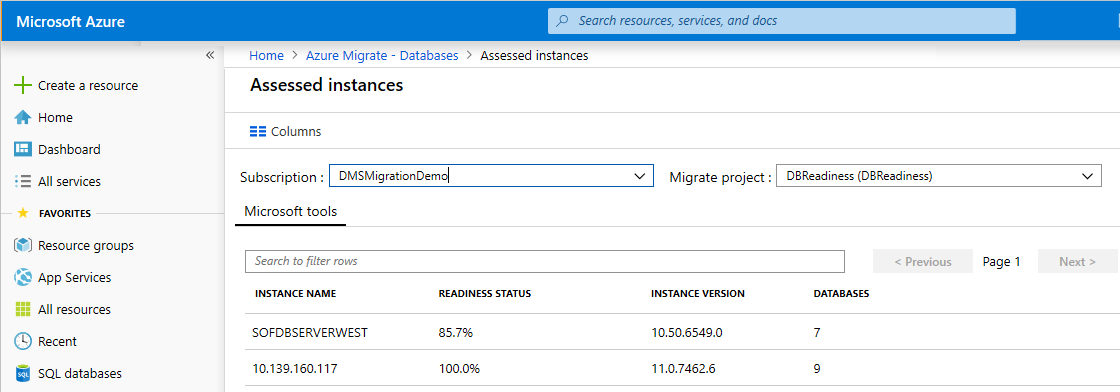 Microsoft Azure
Search resources, services, and docs
«
Create a resource
Home
Dashboard
All services
FAVORITES
Resource groups
App Services
All resources
Recent
SQL databases
Home > Azure Migrate - Databases > Assessed instances
Assessed instances
Columns
Subscription : DMSMigrationDemo Migrate project : DBReadiness (DBReadiness)
Microsoft tools
Search to filter rows < Previous Page 1 Next >
INSTANCE NAME READINESS STATUS INSTANCE VERSION DATABASES
SOFDBSERVERWEST 85.7% 10.50.6549.0 7
10.139.160.117 100.0% 11.0.7462.6 9